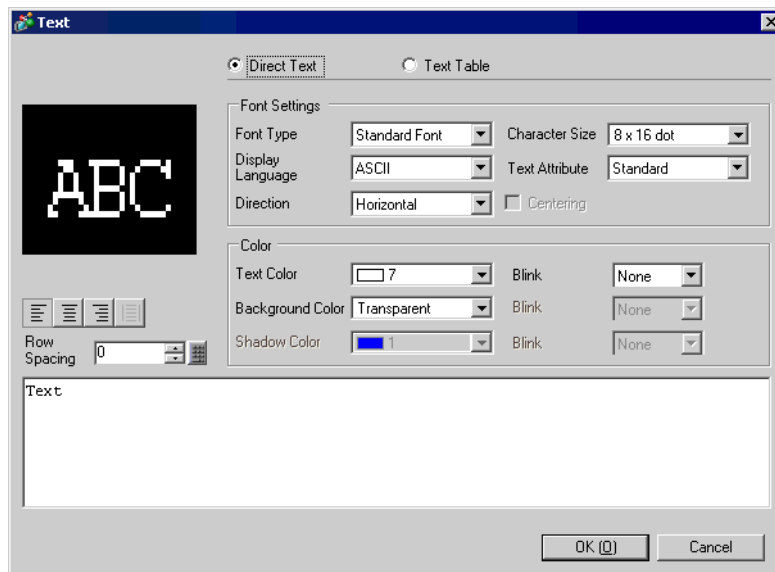 Text
Direct Text Text Table
Font Settings
Font Type Standard Font Character Size 8 x 16 dot
Display
Language ASCII Text Attribute Standard
Direction Horizontal Centering
ABC
Color
Text Color 7 Blink None
Background Color Transparent Blink None
Shadow Color 1 Blink None
Row
Spacing 0
Text
OK (O) Cancel